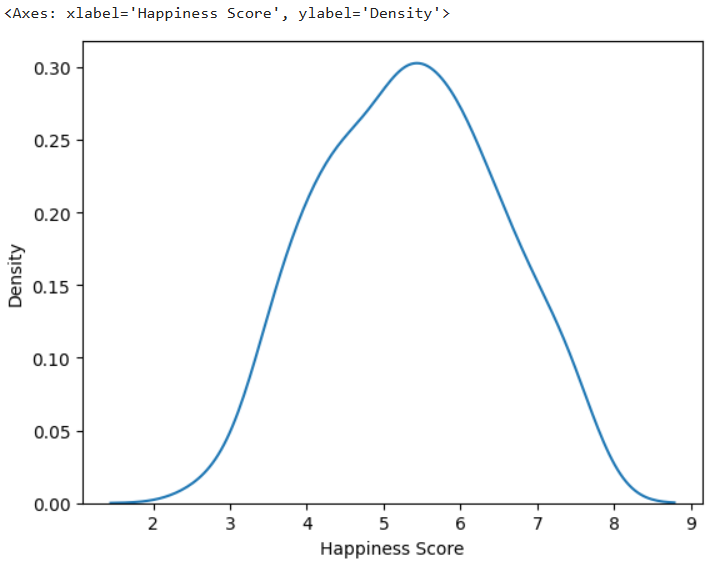 <Axes: xlabel='Happiness Score', ylabel='Density'>
0.30
0.25
0.20
0.15
0.10
0.05
0.00
Density
2 3 4 5 6 7 8 9
Happiness Score